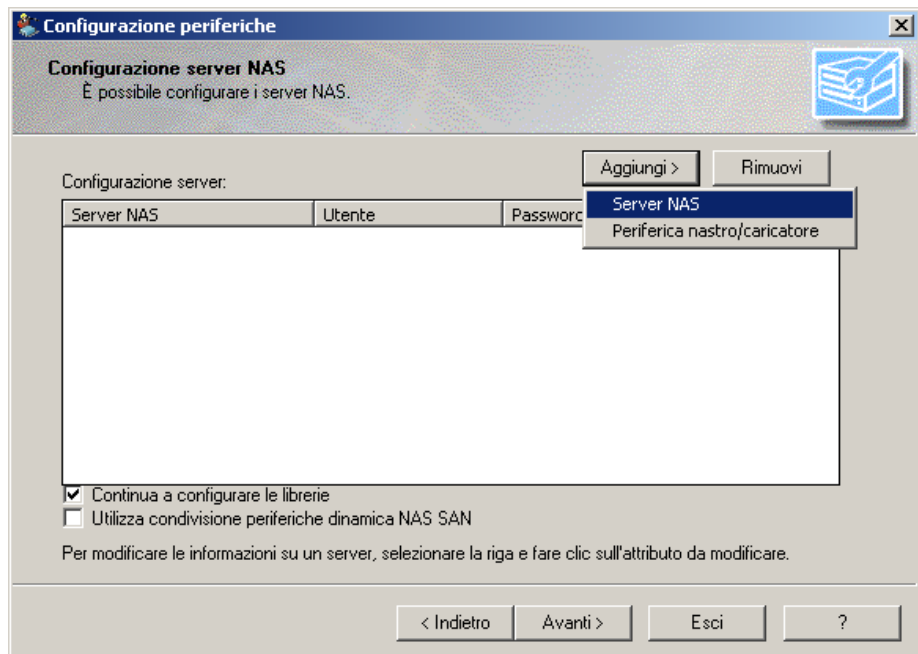 Configurazione periferiche
Configurazione server NAS
È possibile configurare i server NAS.
Aggiungi >
Rimuovi
Configurazione server:
Server NAS
Utente
Server NAS
Periferica nastro/caricatore
Continua a configurare le librerie
Utilizza condivisione periferiche dinamica NAS SAN
Per modificare le informazioni su un server, selezionare la riga e fare clic sull'attributo da modificare.
< Indietro
Avanti >
Esci
?